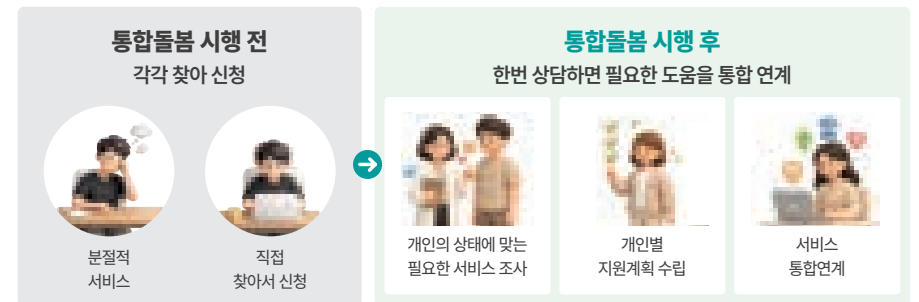 통합돌봄 시행 전
각각 찾아 신청
분절적
서비스
직접
찾아서 신청
통합돌봄 시행 후
한번 상담하면 필요한 도움을 통합 연계
개인의 상태에 맞는
필요한 서비스 조사
개인별
지원계획 수립
서비스
통합연계